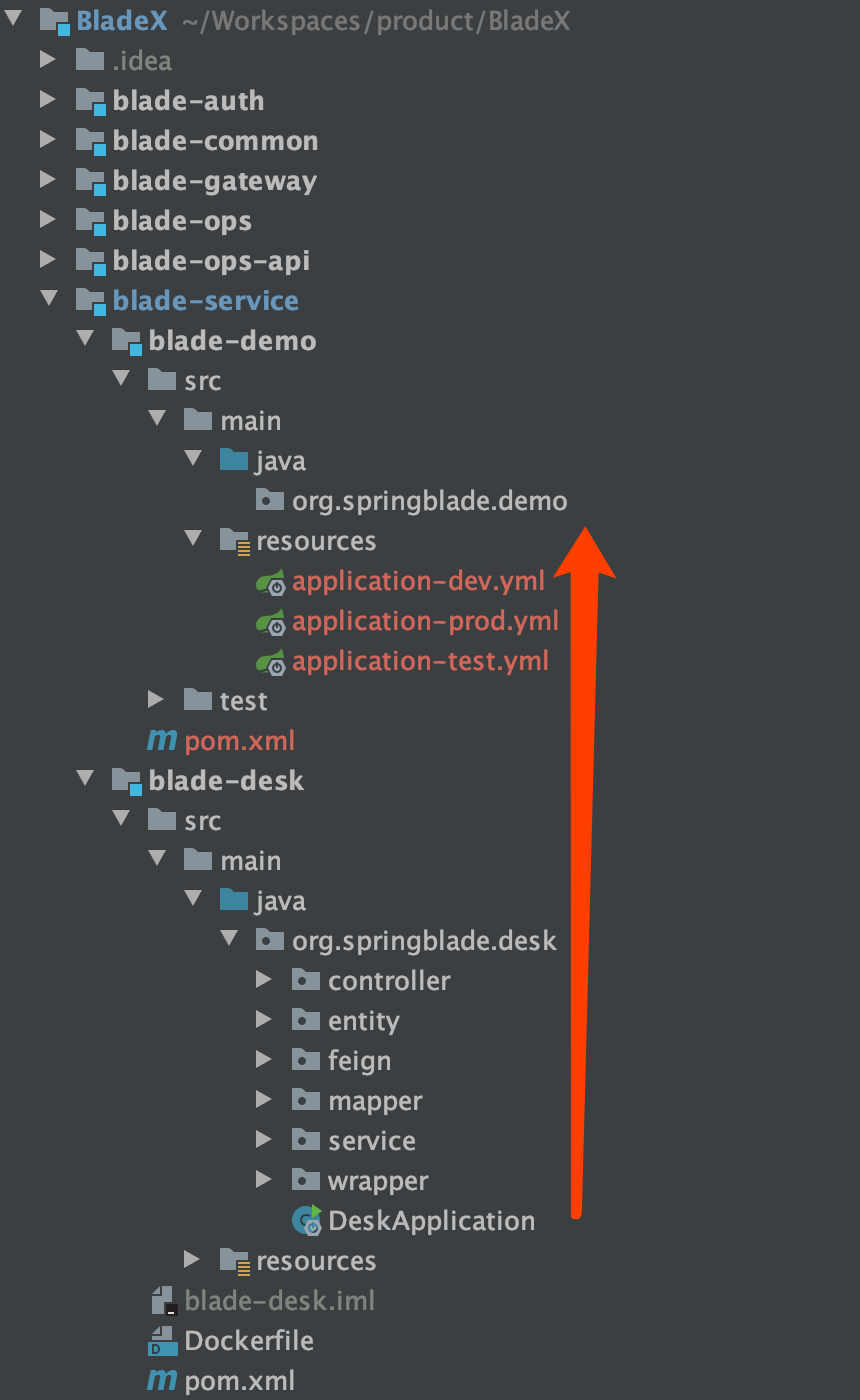 BladeX ~/Workspaces/product/BladeX
.idea
blade-auth
blade-common
blade-gateway
blade-ops
blade-ops-api
blade-service
blade-demo
src
main
java
org.springblade.demo
resources
application-dev.yml
application-prod.yml
application-test.yml
test
m pom.xml
blade-desk
src
main
java
org.springblade.desk
controller
entity
feign
mapper
service
wrapper
DeskApplication
resources
blade-desk.iml
Dockerfile
m pom.xml